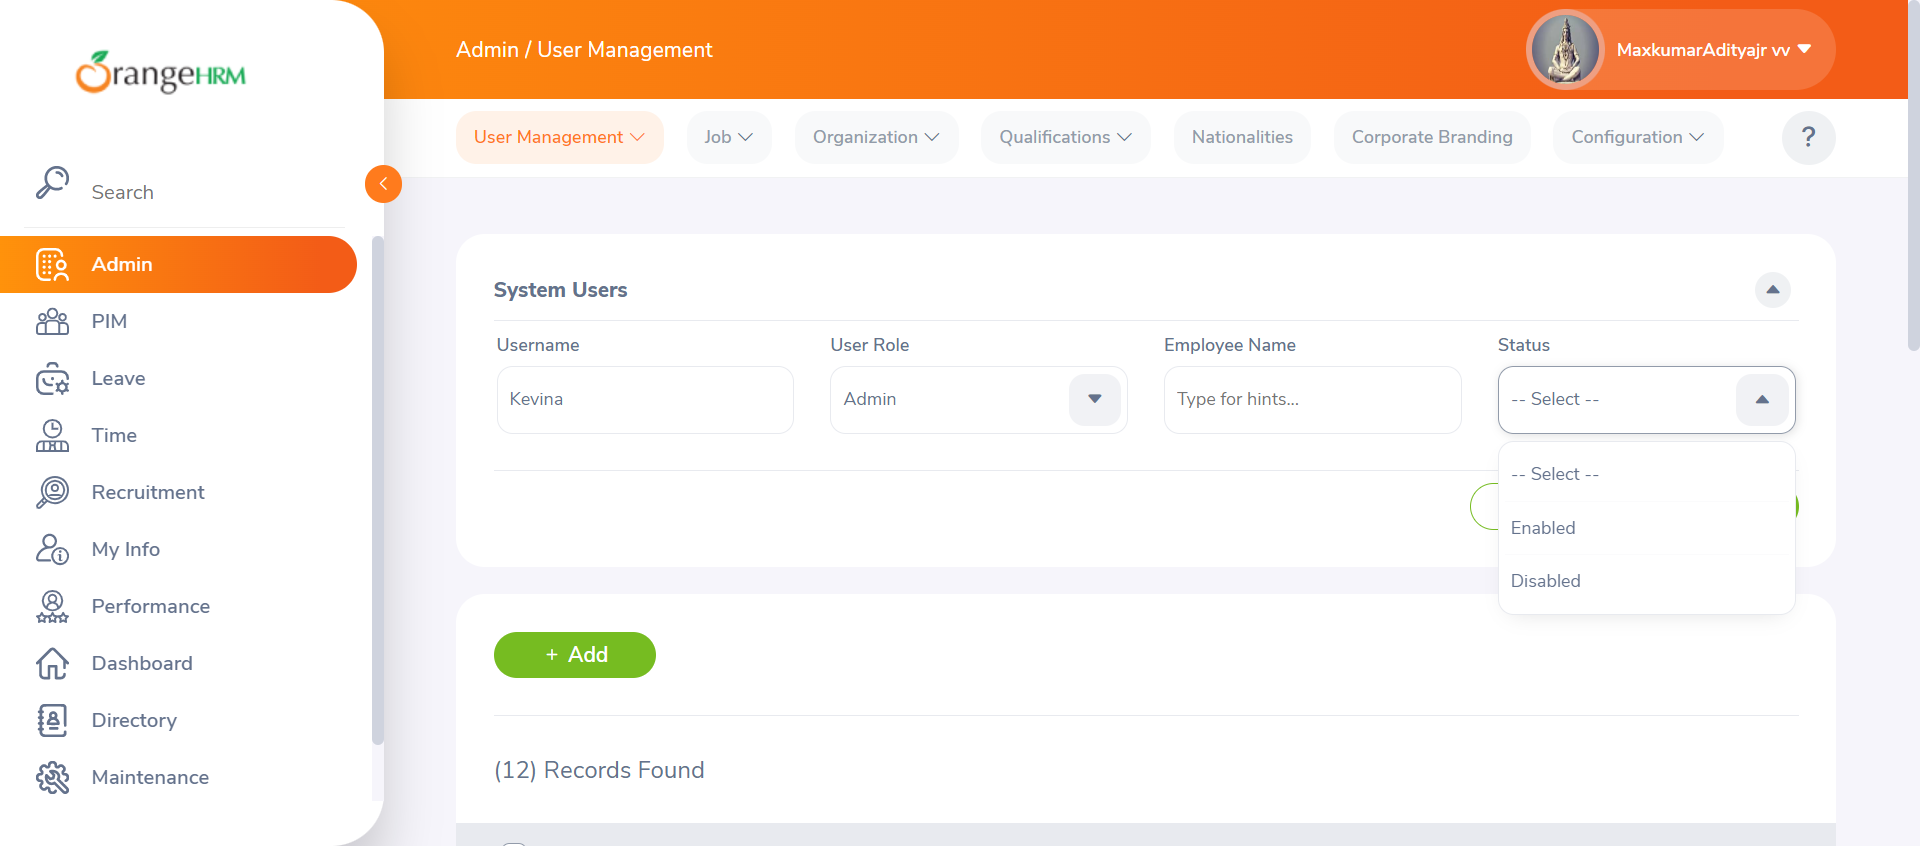 OrangeHRM
Admin / User Management
MaxkumarAdityajr vv
User Management
Job
Organization
Qualifications
Nationalities
Corporate Branding
Configuration
?
Search
Admin
PIM
Leave
Time
Recruitment
My Info
Performance
Dashboard
Directory
Maintenance
System Users
Username
User Role
Employee Name
Status
Kevina
Admin
Type for hints...
-- Select --
-- Select --
Enabled
Disabled
+ Add
(12) Records Found